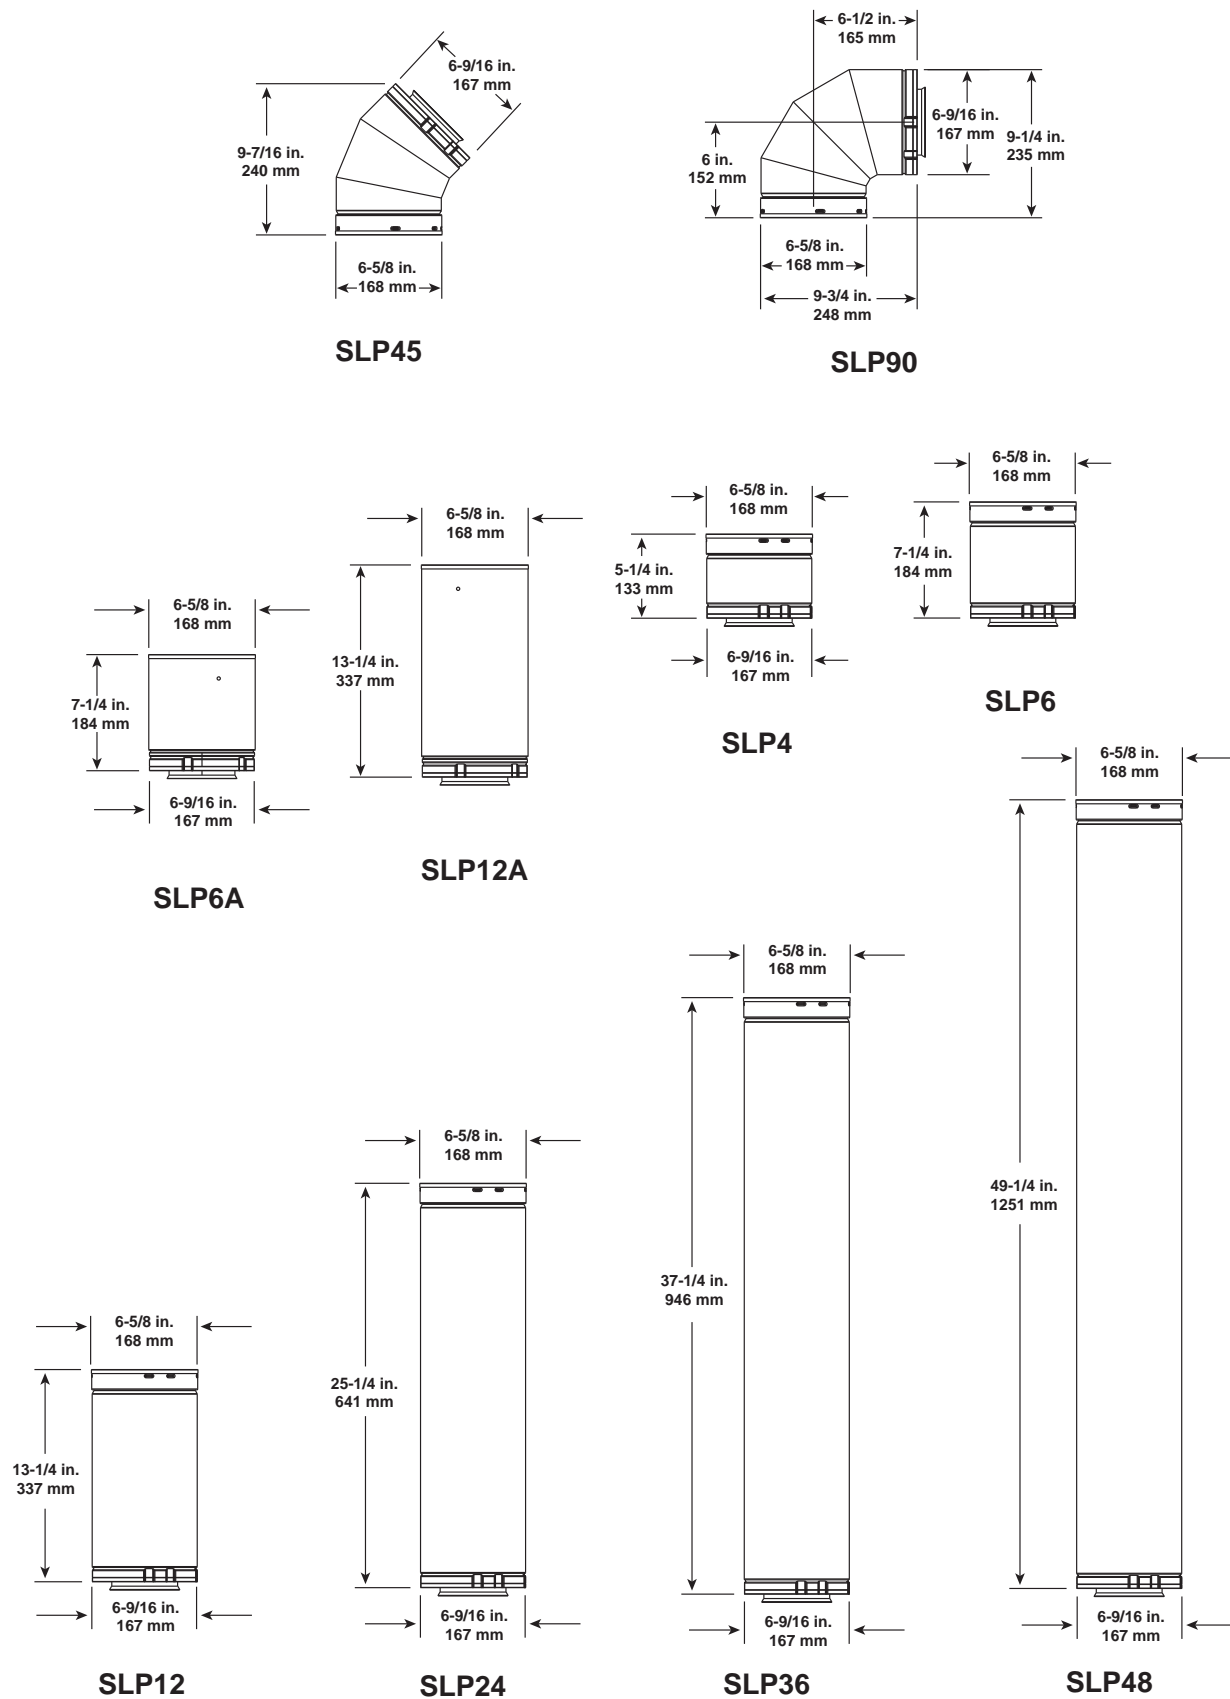 6-9/16 in.
167 mm
9-7/16 in.
240 mm
6-5/8 in.
168 mm
SLP45
6-1/2 in.
165 mm
6-9/16 in.
167 mm
9-1/4 in.
235 mm
6 in.
152 mm
6-5/8 in.
168 mm
9-3/4 in.
248 mm
SLP90
6-5/8 in.
168 mm
7-1/4 in.
184 mm
6-9/16 in.
167 mm
SLP6A
6-5/8 in.
168 mm
13-1/4 in.
337 mm
SLP12A
6-5/8 in.
168 mm
5-1/4 in.
133 mm
6-9/16 in.
167 mm
SLP4
6-5/8 in.
168 mm
7-1/4 in.
184 mm
SLP6
6-5/8 in.
168 mm
13-1/4 in.
337 mm
6-9/16 in.
167 mm
SLP12
6-5/8 in.
168 mm
25-1/4 in.
641 mm
6-9/16 in.
167 mm
SLP24
6-5/8 in.
168 mm
37-1/4 in.
946 mm
6-9/16 in.
167 mm
SLP36
6-5/8 in.
168 mm
49-1/4 in.
1251 mm
6-9/16 in.
167 mm
SLP48